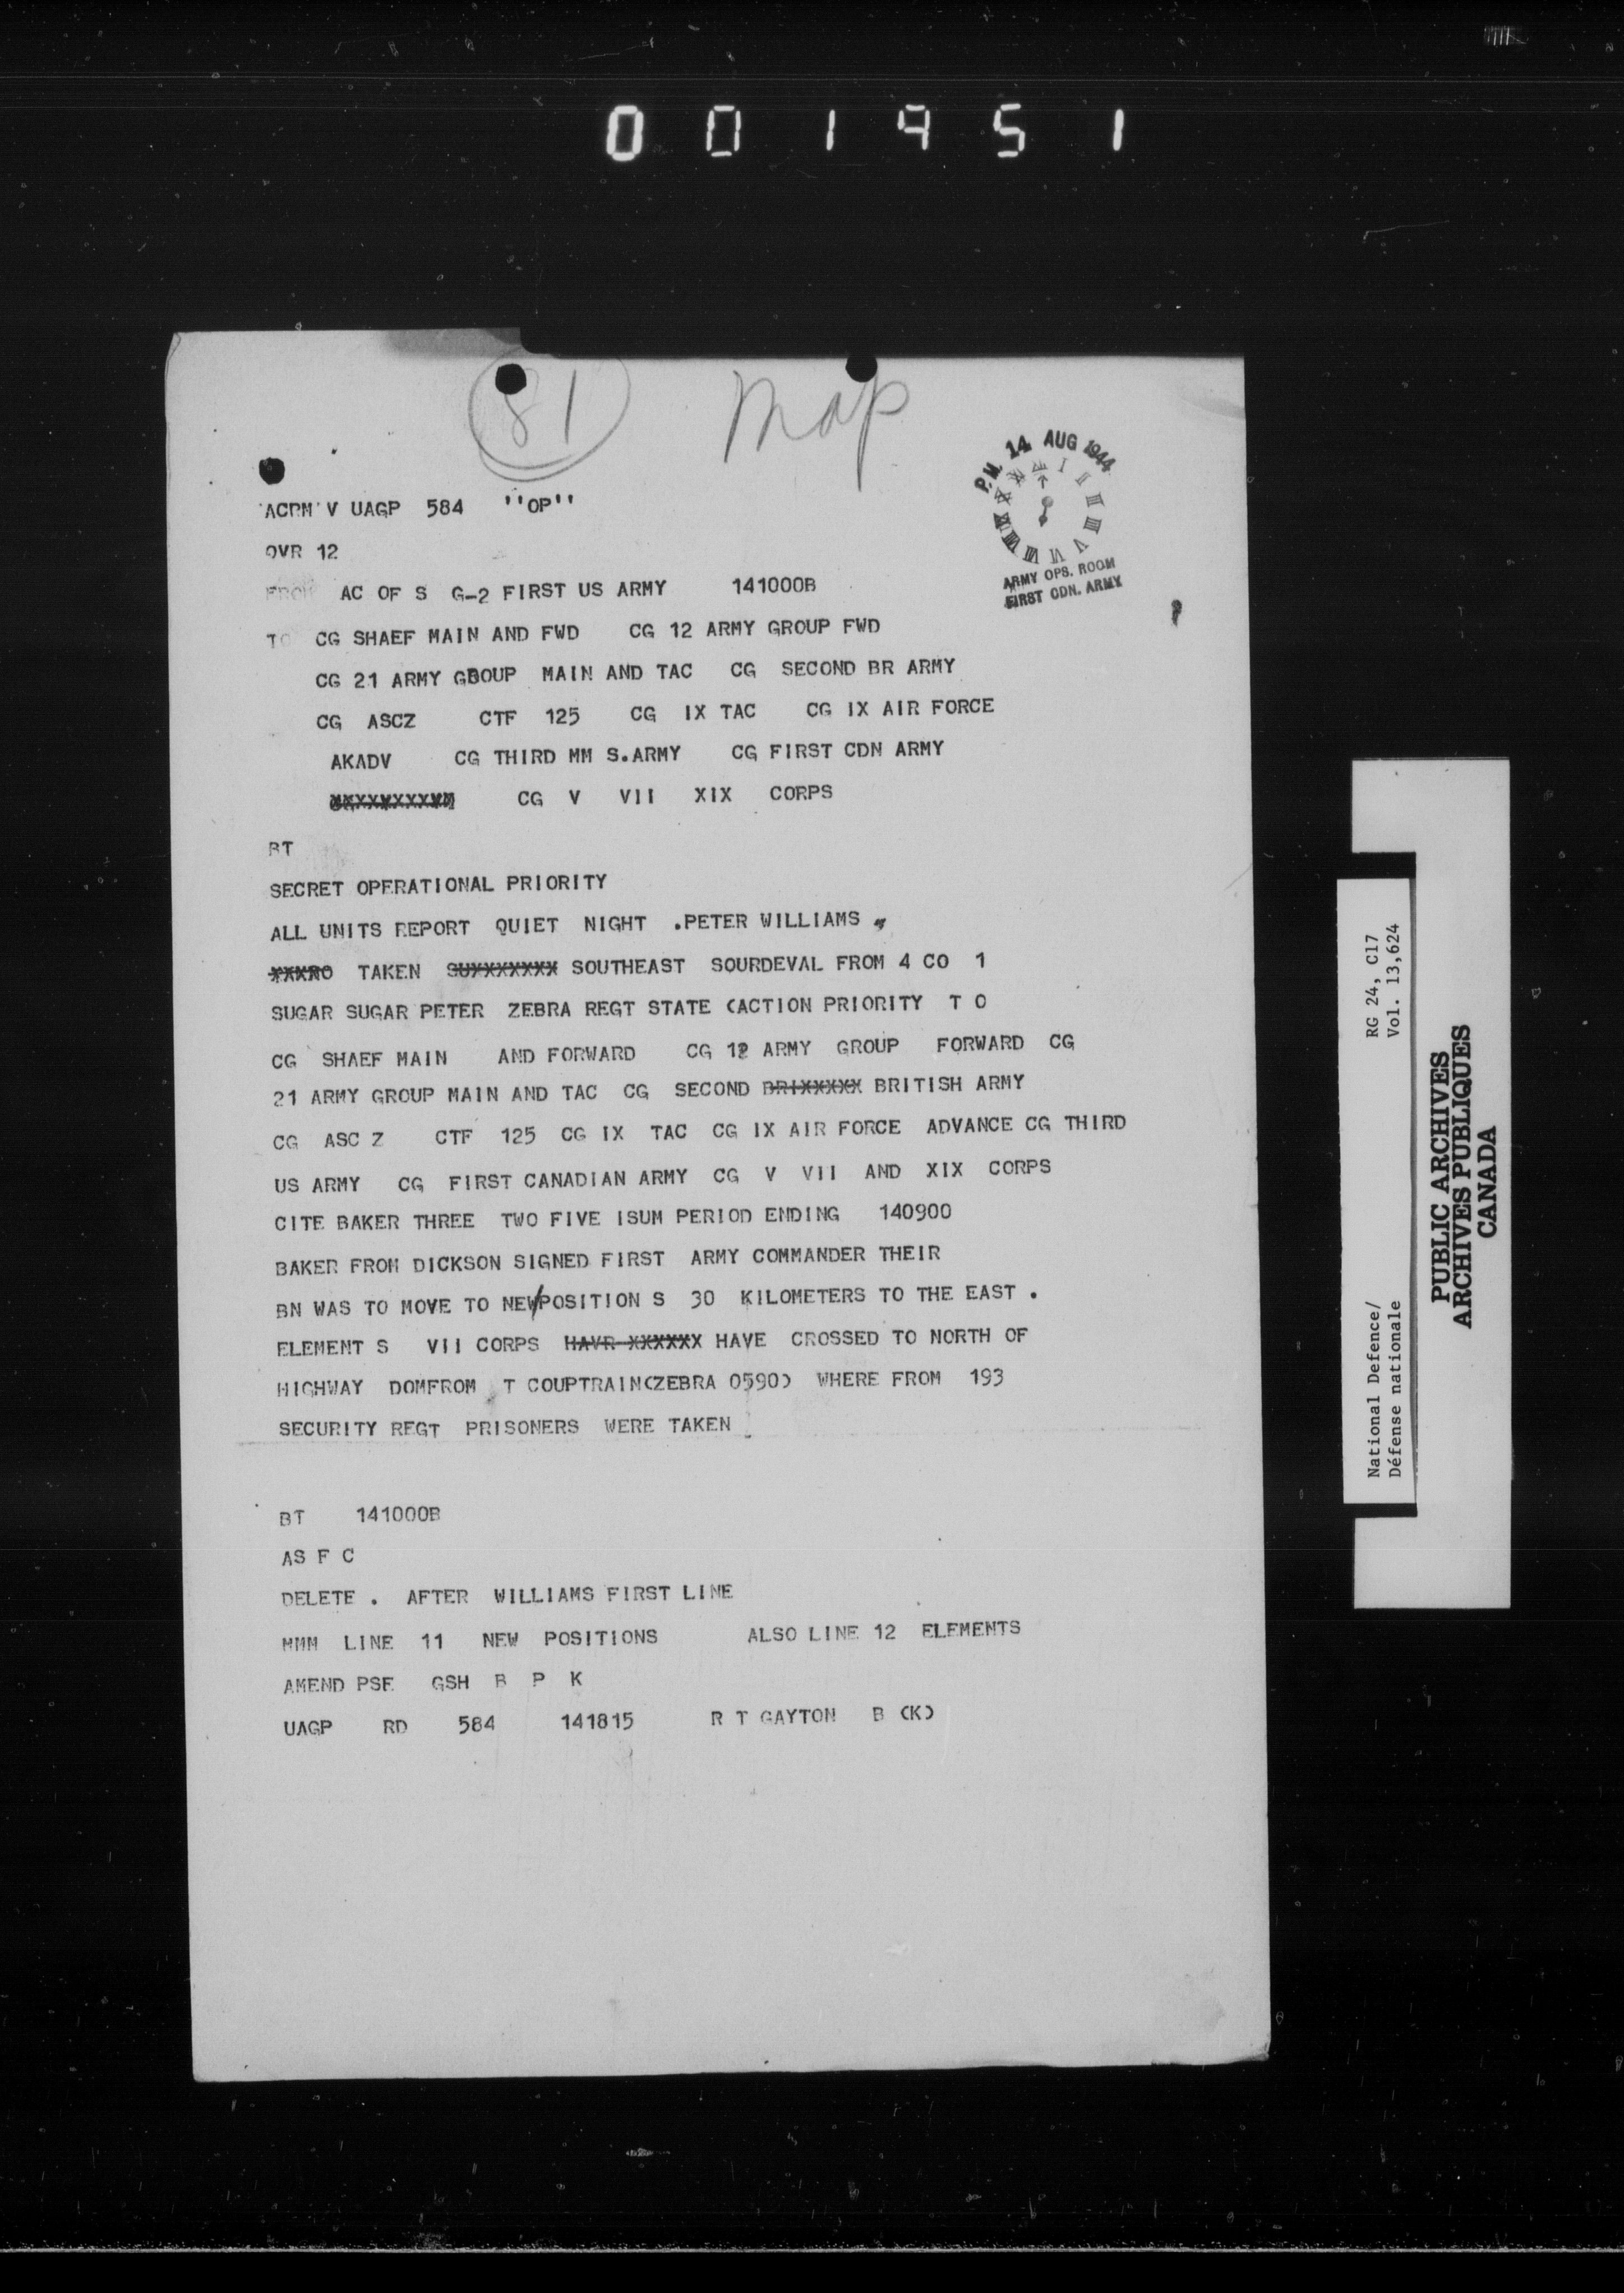 001951
81 Map
P.M. 14 AUG 1944
ARMY OPS. ROOM
FIRST CDN. ARMY
ACRM V UAGP 584 ''OP''
OVR 12
FROM AC OF S G-2 FIRST US ARMY 141000B
TO CG SHAEF MAIN AND FWD CG 12 ARMY GROUP FWD
CG 21 ARMY GROUP MAIN AND TAC CG SECOND BR ARMY
CG ASCZ CTF 125 CG IX TAC CG IX AIR FORCE
AKADV CG THIRD MM S.ARMY CG FIRST CDN ARMY
CG V VII XIX CORPS
BT
SECRET OPERATIONAL PRIORITY
ALL UNITS REPORT QUIET NIGHT .PETER WILLIAMS
XXXRO TAKEN SUXXXXXXX SOUTHEAST SOURDEVAL FROM 4 CO 1
SUGAR SUGAR PETER ZEBRA REGT STATE (ACTION PRIORITY T O
CG SHAEF MAIN AND FORWARD CG 12 ARMY GROUP FORWARD CG
21 ARMY GROUP MAIN AND TAC CG SECOND BRIXXXXX BRITISH ARMY
CG ASC Z CTF 125 CG IX TAC CG IX AIR FORCE ADVANCE CG THIRD
US ARMY CG FIRST CANADIAN ARMY CG V VII AND XIX CORPS
CITE BAKER THREE TWO FIVE ISUM PERIOD ENDING 140900
BAKER FROM DICKSON SIGNED FIRST ARMY COMMANDER THEIR
BN WAS TO MOVE TO NEW/POSITION S 30 KILOMETERS TO THE EAST .
ELEMENT S VII CORPS HAVR XXXXXX HAVE CROSSED TO NORTH OF
HIGHWAY DOMFROM T COUPTRAIN(ZEBRA 0590) WHERE FROM 193
SECURITY REGT PRISONERS WERE TAKEN .
BT 141000B
AS F C
DELETE . AFTER WILLIAMS FIRST LINE
MMM LINE 11 NEW POSITIONS ALSO LINE 12 ELEMENTS
AMEND PSE GSH B P K
UAGP RD 584 141815 R T GAYTON B (K)
National Defence/ RG 24, C17
Défense nationale Vol. 13,624
PUBLIC ARCHIVES
ARCHIVES PUBLIQUES
CANADA